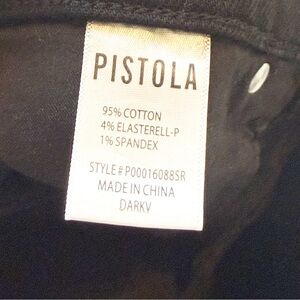 PISTOLA
95% COTTON
4% ELASTERELL-P
1% SPANDEX
STYLE# P00016088SR
MADE IN CHINA
DARKV